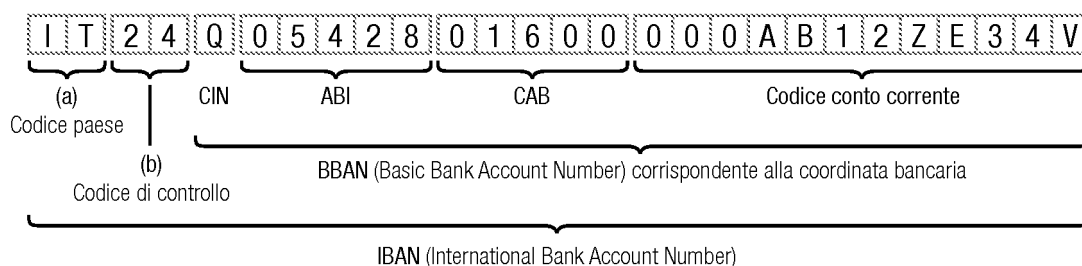 IT24Q0542801600000AB12ZE34V
(a) CIN ABI CAB Codice conto corrente
Codice paese
(b)
Codice di controllo
BBAN (Basic Bank Account Number) corrispondente alla coordinata bancaria
IBAN (International Bank Account Number)